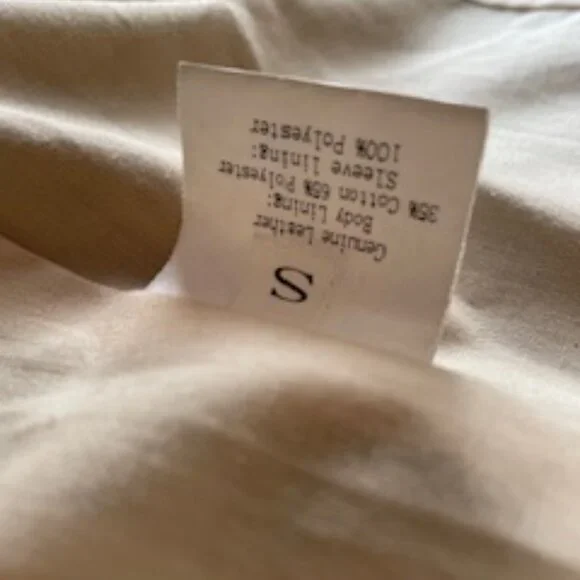 S
Genuine Leather
Body Lining:
35% Cotton 65% Polyester
Sleeve Lining:
100% Polyester